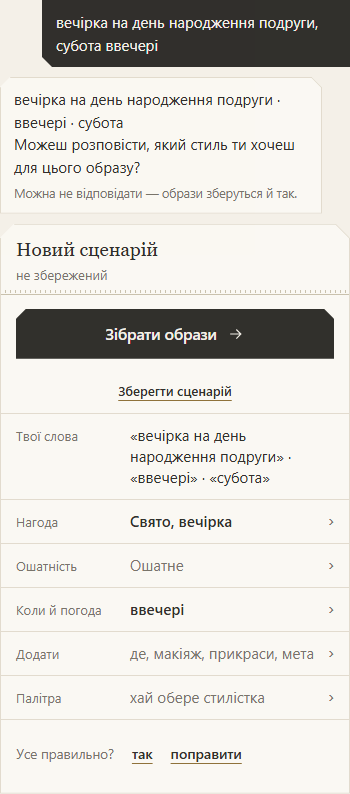 вечірка на день народження подруги,
субота ввечері
вечірка на день народження подруги ·
ввечері · субота
Можеш розповісти, який стиль ти хочеш
для цього образу?
Можна не відповідати — образи зберуться й так.
Новий сценарій
не збережений
Зібрати образи →
Зберегти сценарій
Твої слова «вечірка на день
народження подруги» ·
«ввечері» · «субота»
Нагода Свято, вечірка ›
Ошатність Ошатне ›
Коли й погода ввечері ›
Додати де, макіяж, прикраси, мета ›
Палітра хай обере стилістка ›
Усе правильно? так поправити